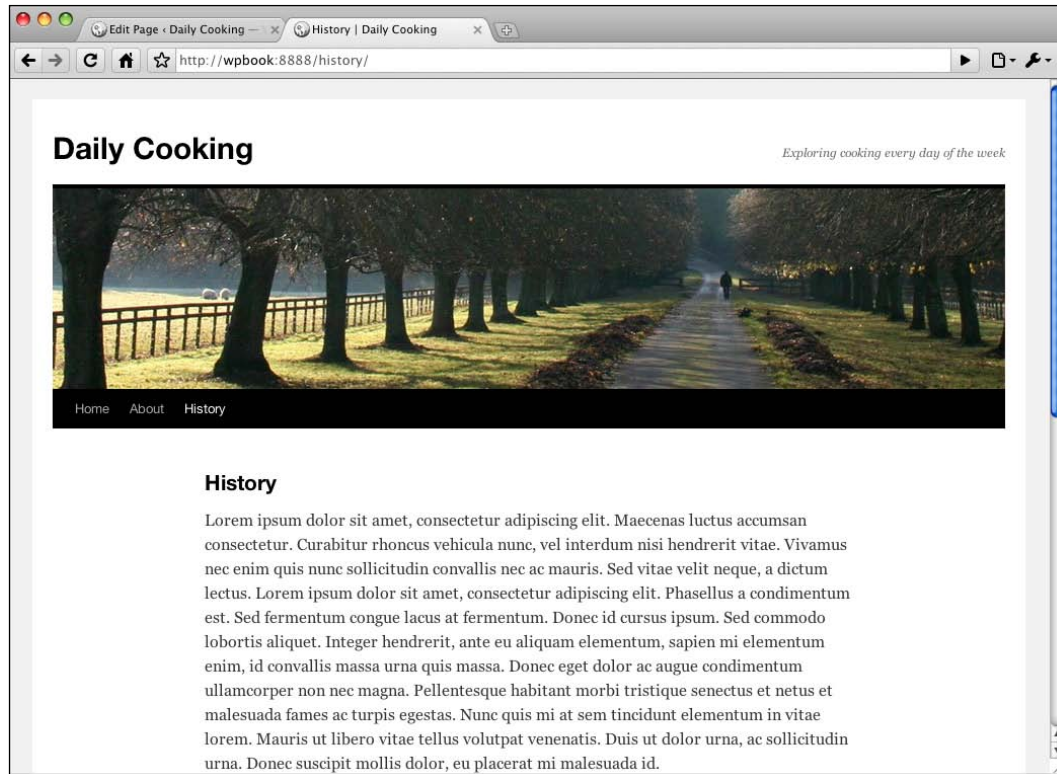 Edit Page ‹ Daily Cooking —
History | Daily Cooking
http://wpbook:8888/history/
Daily Cooking
Exploring cooking every day of the week
Home About History
History
Lorem ipsum dolor sit amet, consectetur adipiscing elit. Maecenas luctus accumsan
consectetur. Curabitur rhoncus vehicula nunc, vel interdum nisi hendrerit vitae. Vivamus
nec enim quis nunc sollicitudin convallis nec ac mauris. Sed vitae velit neque, a dictum
lectus. Lorem ipsum dolor sit amet, consectetur adipiscing elit. Phasellus a condimentum
est. Sed fermentum congue lacus at fermentum. Donec id cursus ipsum. Sed commodo
lobortis aliquet. Integer hendrerit, ante eu aliquam elementum, sapien mi elementum
enim, id convallis massa urna quis massa. Donec eget dolor ac augue condimentum
ullamcorper non nec magna. Pellentesque habitant morbi tristique senectus et netus et
malesuada fames ac turpis egestas. Nunc quis mi at sem tincidunt elementum in vitae
lorem. Mauris ut libero vitae tellus volutpat venenatis. Duis ut dolor urna, ac sollicitudin
urna. Donec suscipit mollis dolor, eu placerat mi malesuada id.